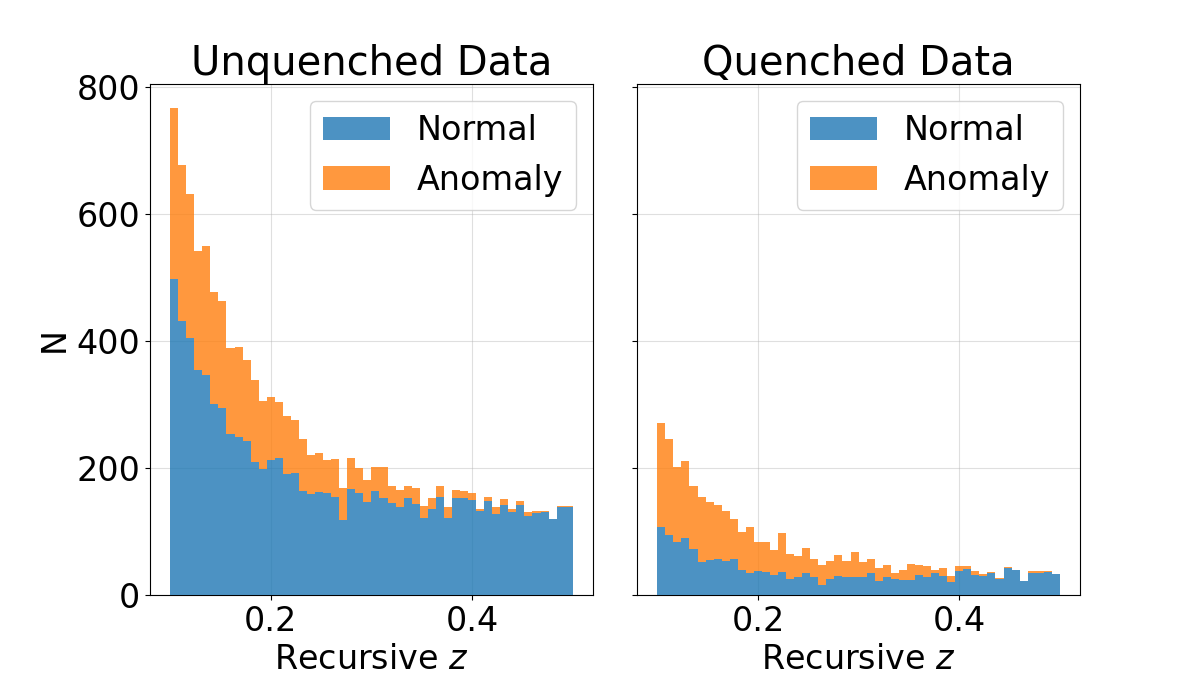 Unquenched Data
Quenched Data
800
600
400
200
0
N
Normal
Anomaly
Normal
Anomaly
0.2
0.4
0.2
0.4
Recursive z
Recursive z